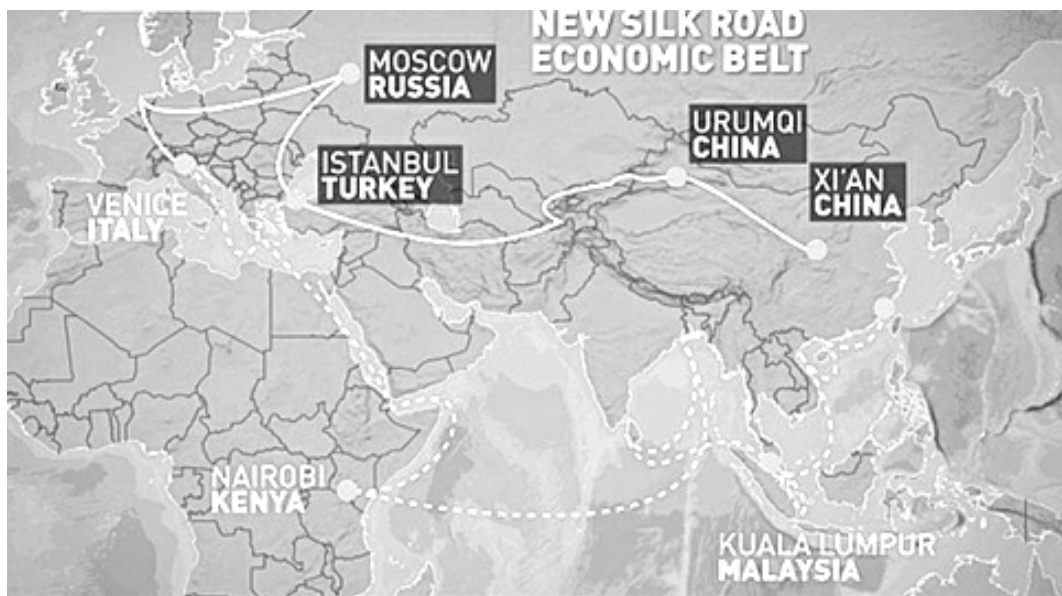 NEW SILK ROAD
ECONOMIC BELT
MOSCOW
RUSSIA
URUMQI
CHINA
ISTANBUL
TURKEY
XI'AN
CHINA
VENICE
ITALY
NAIROBI
KENYA
KUALA LUMPUR
MALAYSIA